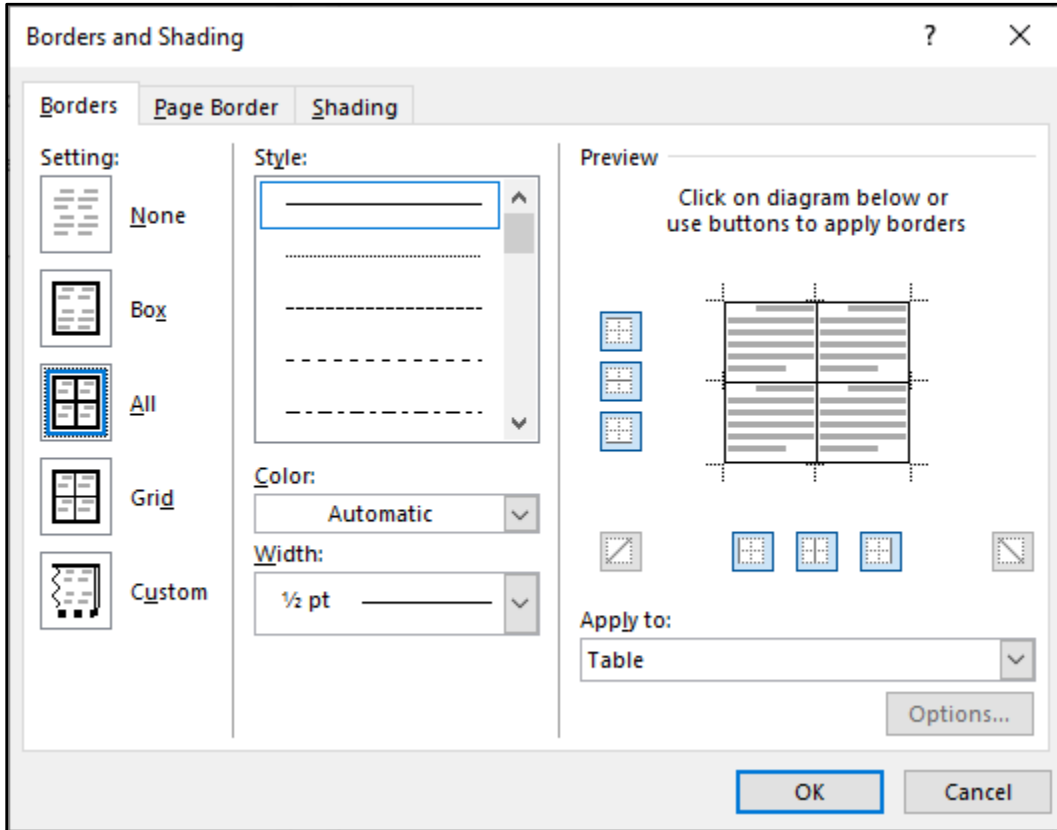 Borders and Shading
?
Borders
Page Border
Shading
Setting:
None
Box
All
Grid
Custom
Style:
Color:
Automatic
Width:
½ pt
Preview
Click on diagram below or
use buttons to apply borders
Apply to:
Table
Options...
OK
Cancel